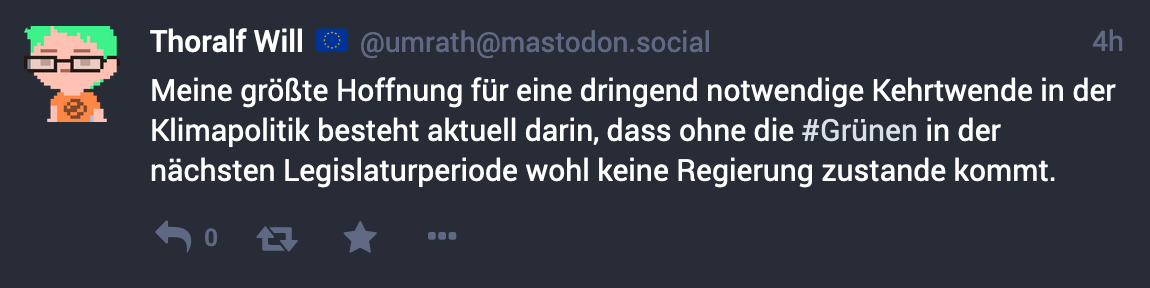 Thoralf Will 🇪🇺 @umrath@mastodon.social 4h
Meine größte Hoffnung für eine dringend notwendige Kehrtwende in der
Klimapolitik besteht aktuell darin, dass ohne die #Grünen in der
nächsten Legislaturperiode wohl keine Regierung zustande kommt.
0